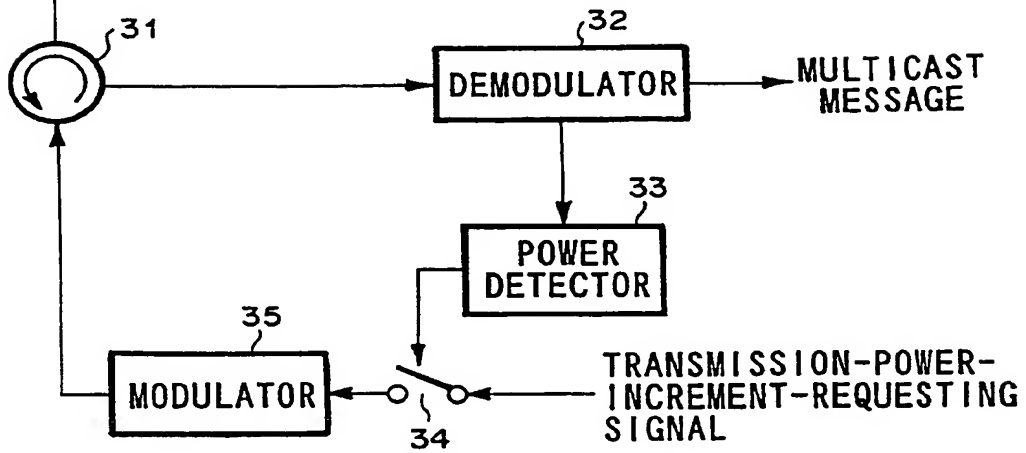 31
32
DEMODULATOR
MULTICAST
MESSAGE
33
POWER
DETECTOR
35
MODULATOR
34
TRANSMISSION-POWER-
INCREMENT-REQUESTING
SIGNAL